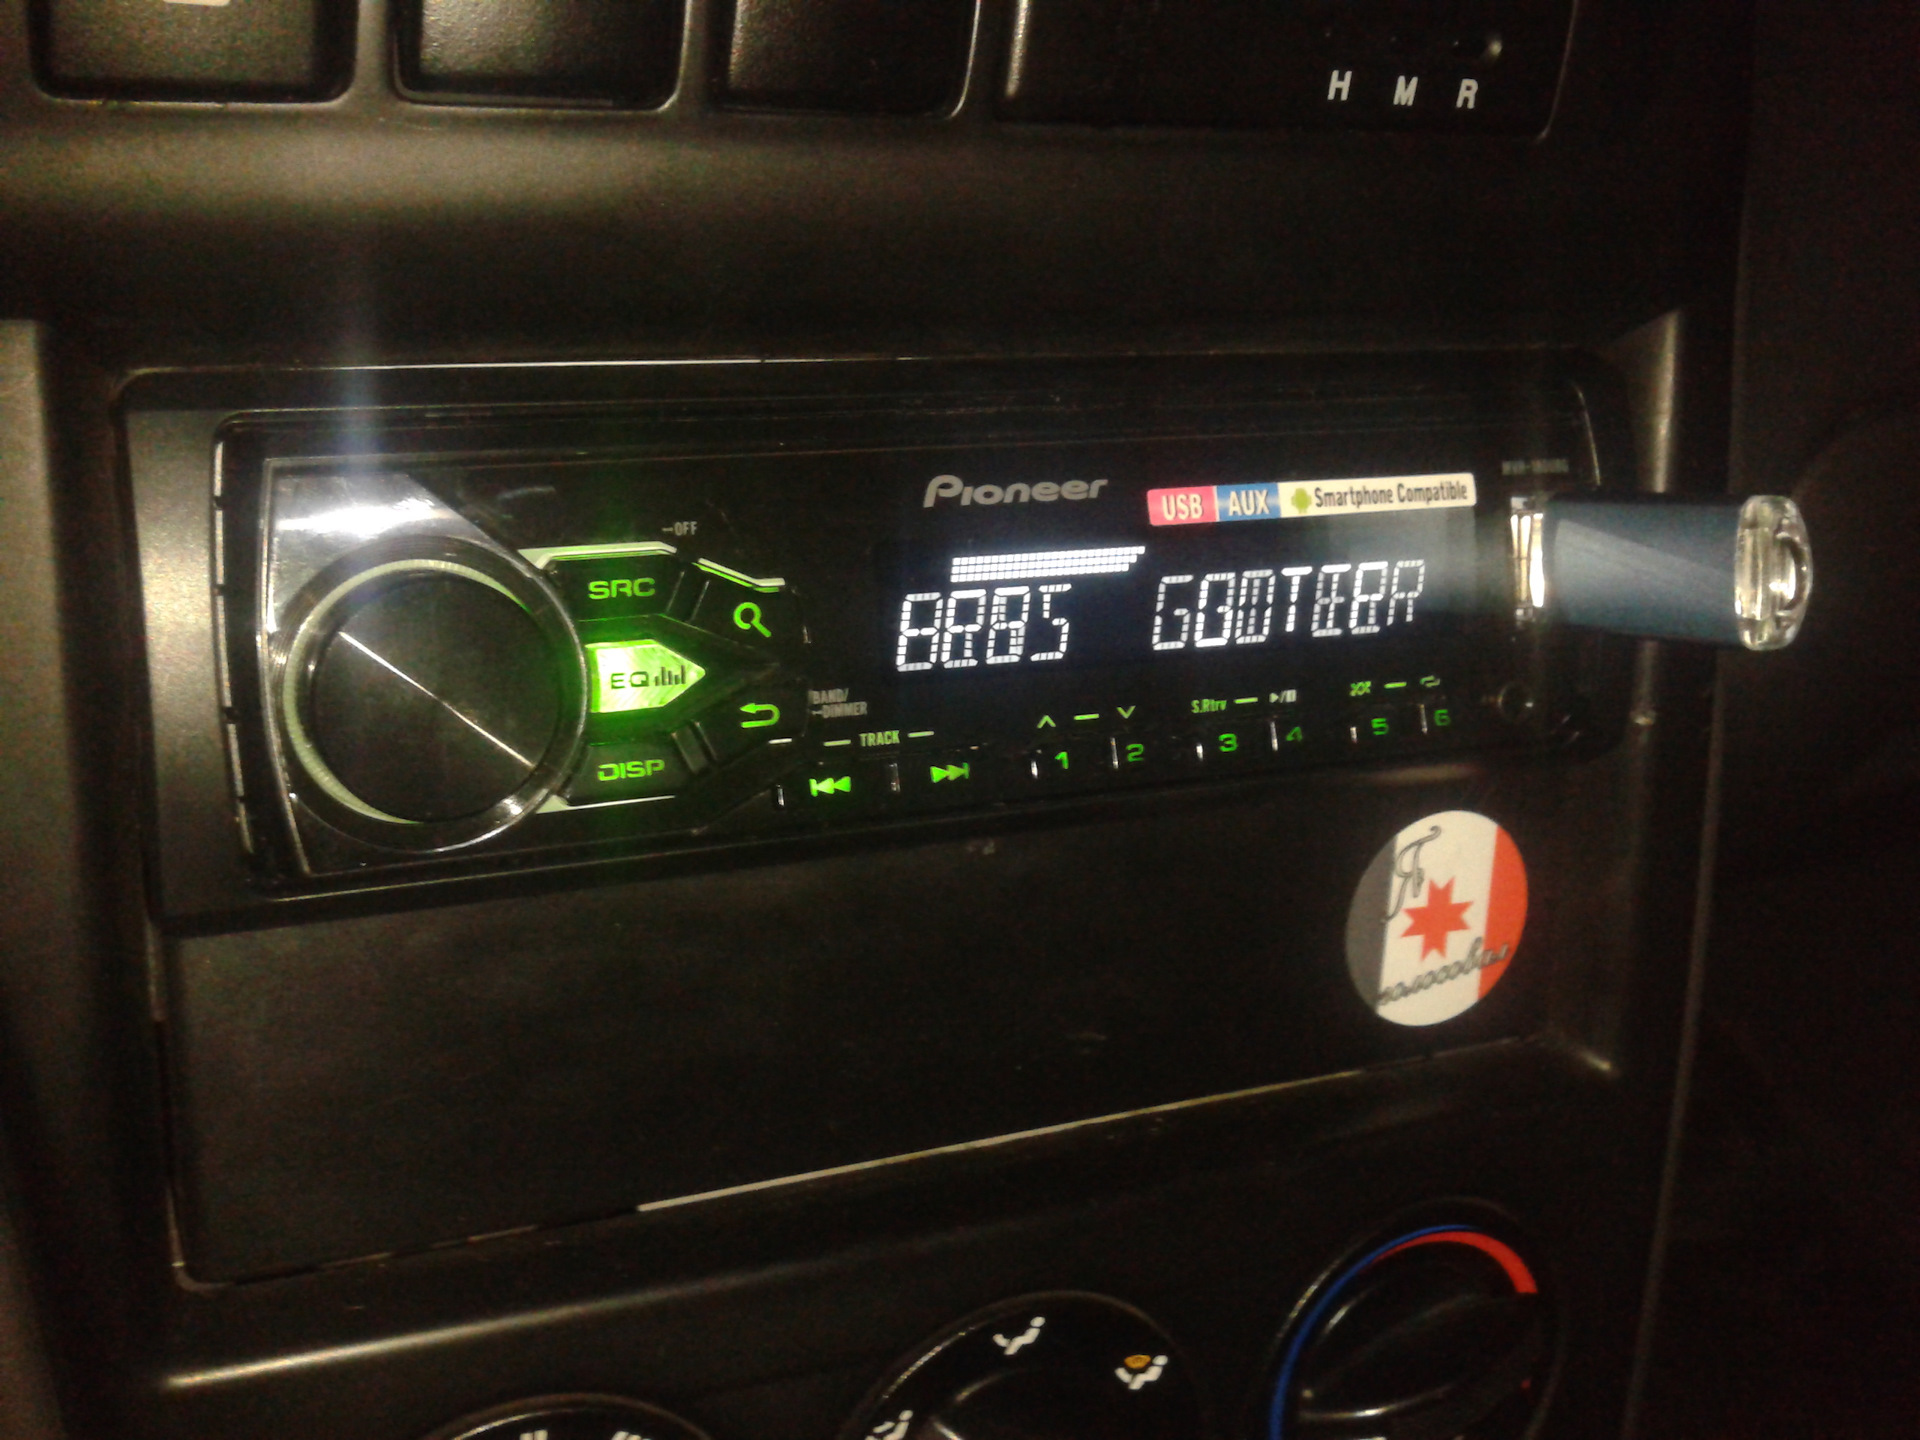 H M R
Pioneer
USB AUX Smartphone Compatible
OFF
SRC
EQ
BAND/
DIMMER
DISP
TRACK
S.Rtrv
1 2 3 4 5 6
Я
голосовал